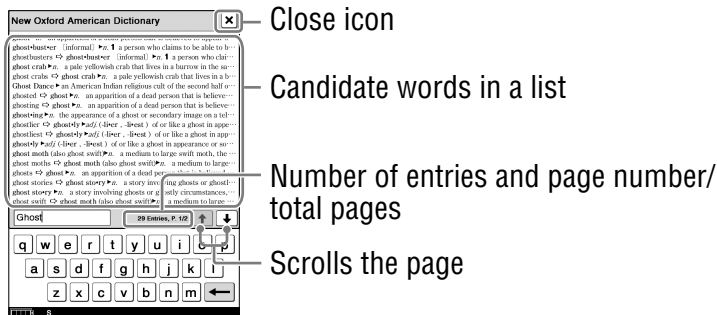 New Oxford American Dictionary
Close icon
ghost•bust•er [informal] ▶n. 1 a person who claims to be able to b⋯
ghostbusters ⇨ ghost•bust•er [informal] ▶n. 1 a person who clai⋯
ghost crab ▶n. a pale yellowish crab that lives in a burrow in the sa⋯
ghost crabs ⇨ ghost crab ▶n. a pale yellowish crab that lives in a b⋯
Ghost Dance ▶ an American Indian religious cult of the second half o⋯
ghosted ⇨ ghost ▶n. an apparition of a dead person that is believe⋯
ghosting ⇨ ghost ▶n. an apparition of a dead person that is believe⋯
ghost•ing ▶n. the appearance of a ghost or secondary image on a tel⋯
ghostlier ⇨ ghost•ly ▶adj. (-li•er , -li•est ) of or like a ghost in appe⋯
ghostliest ⇨ ghost•ly ▶adj. (-li•er , -li•est ) of or like a ghost in app⋯
ghost•ly ▶adj. (-li•er , -li•est ) of or like a ghost in appearance or so⋯
ghost moth (also ghost swift) ▶n. a medium to large swift moth, the ⋯
ghost moths ⇨ ghost moth (also ghost swift) ▶n. a medium to large⋯
ghosts ⇨ ghost ▶n. an apparition of a dead person that is believed⋯
ghost stories ⇨ ghost sto•ry ▶n. a story involving ghosts or ghostl⋯
ghost sto•ry ▶n. a story involving ghosts or g stly circumstances,⋯
ghost swift ⇨ ghost moth (also ghost swift) ▶n. a medium to large⋯
Candidate words in a list
Ghost
29 Entries, P. 1/2
Number of entries and page number/
total pages
q w e r t y u i o p
a s d f g h j k l
z x c v b n m
Scrolls the page
S